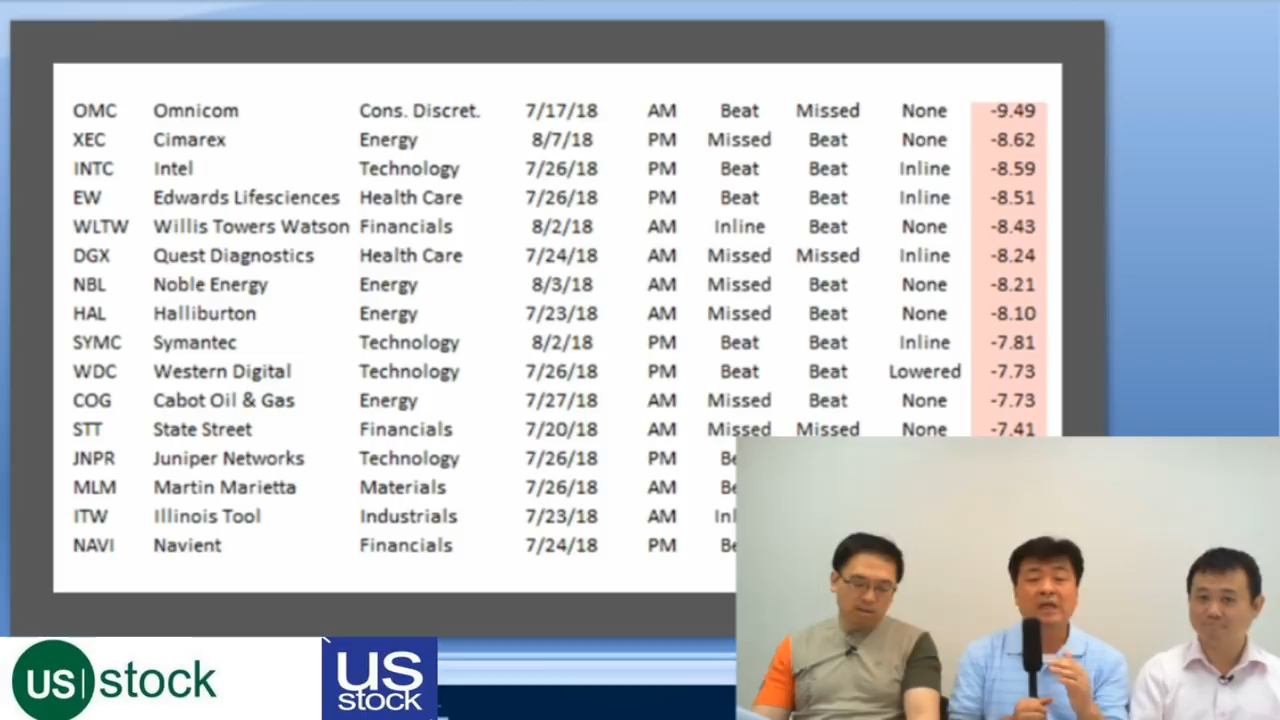 OMC Omnicom Cons. Discret. 7/17/18 AM Beat Missed None -9.49
XEC Cimarex Energy 8/7/18 PM Missed Beat None -8.62
INTC Intel Technology 7/26/18 PM Beat Beat Inline -8.59
EW Edwards Lifesciences Health Care 7/26/18 PM Beat Beat Inline -8.51
WLTW Willis Towers Watson Financials 8/2/18 AM Inline Beat None -8.43
DGX Quest Diagnostics Health Care 7/24/18 AM Missed Missed Inline -8.24
NBL Noble Energy Energy 8/3/18 AM Missed Beat None -8.21
HAL Halliburton Energy 7/23/18 AM Missed Beat None -8.10
SYMC Symantec Technology 8/2/18 PM Beat Beat Inline -7.81
WDC Western Digital Technology 7/26/18 PM Beat Beat Lowered -7.73
COG Cabot Oil & Gas Energy 7/27/18 AM Missed Beat None -7.73
STT State Street Financials 7/20/18 AM Missed Missed None -7.41
JNPR Juniper Networks Technology 7/26/18 PM
MLM Martin Marietta Materials 7/26/18 AM
ITW Illinois Tool Industrials 7/23/18 AM
NAVI Navient Financials 7/24/18 PM
US stock
US
stock